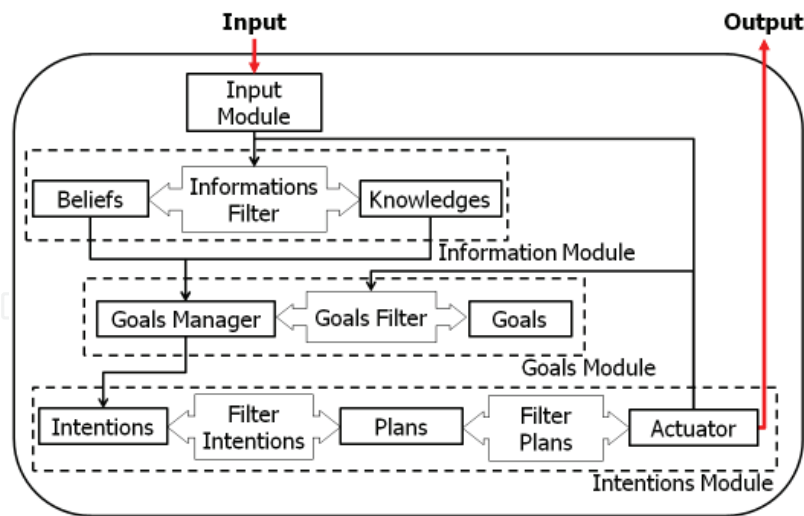 Input
Output
Input
Module
Beliefs
Informations
Filter
Knowledges
Information Module
Goals Manager
Goals Filter
Goals
Goals Module
Intentions
Filter
Intentions
Plans
Filter
Plans
Actuator
Intentions Module